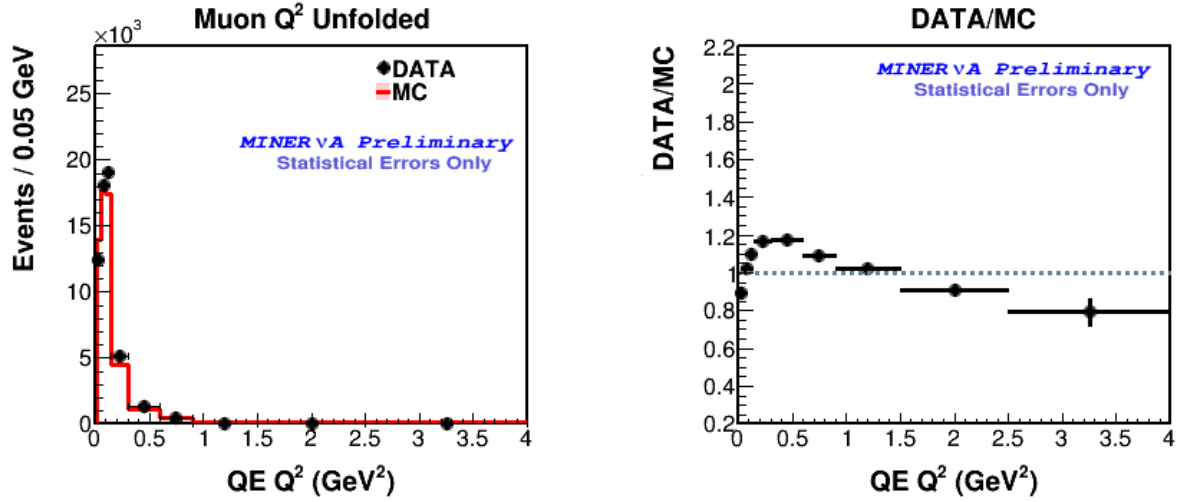 Muon Q² Unfolded
×10³
Events / 0.05 GeV
25
20
15
10
5
0
DATA
MC
MINERνA Preliminary
Statistical Errors Only
0 0.5 1 1.5 2 2.5 3 3.5 4
QE Q² (GeV²)
DATA/MC
DATA/MC
2.2
2
1.8
1.6
1.4
1.2
1
0.8
0.6
0.4
0.2
MINERνA Preliminary
Statistical Errors Only
0 0.5 1 1.5 2 2.5 3 3.5 4
QE Q² (GeV²)